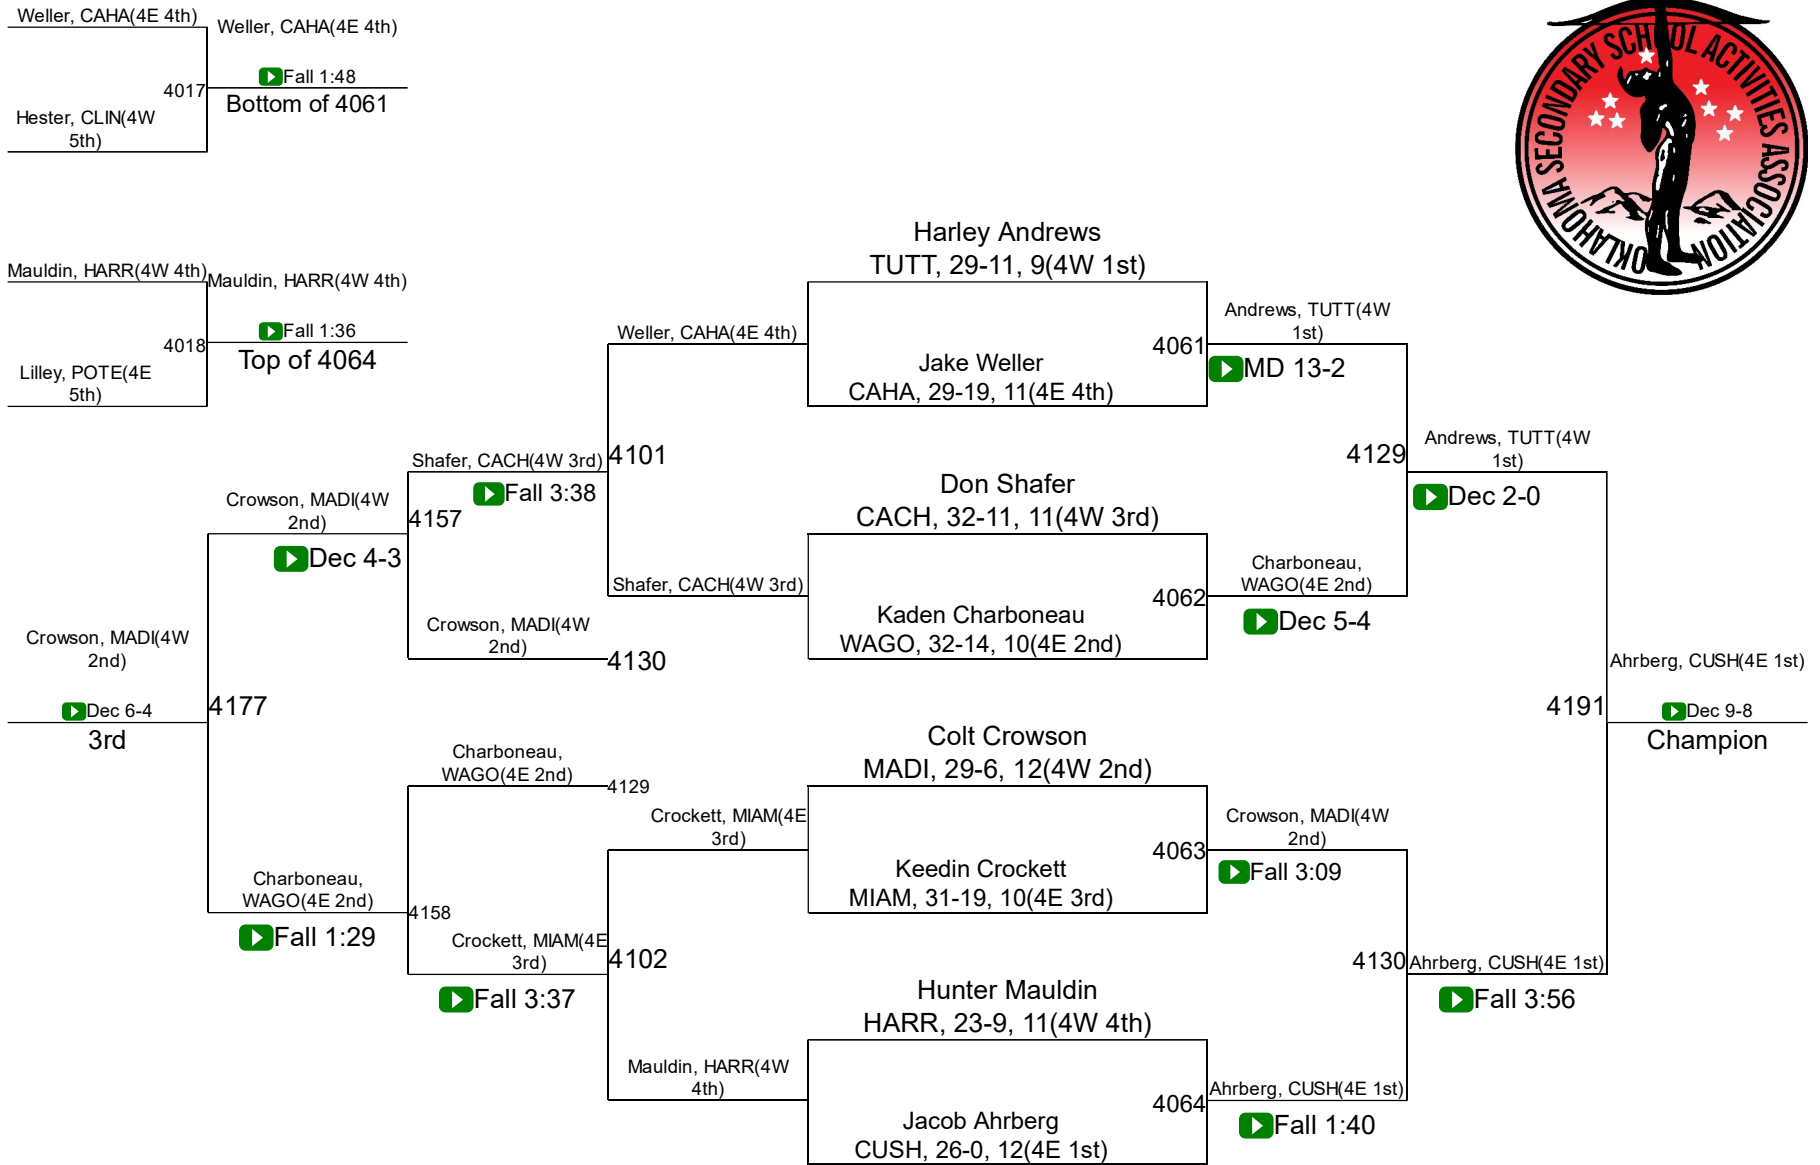 Weller, CAHA(4E 4th)
Weller, CAHA(4E 4th)
Fall 1:48
4017
Bottom of 4061
Hester, CLIN(4W
5th)
OKLAHOMA SECONDARY SCHOOL ACTIVITIES ASSOCIATION
Mauldin, HARR(4W 4th)
Mauldin, HARR(4W 4th)
Fall 1:36
4018
Top of 4064
Lilley, POTE(4E
5th)
Harley Andrews
TUTT, 29-11, 9(4W 1st)
Weller, CAHA(4E 4th)
4061
Jake Weller
CAHA, 29-19, 11(4E 4th)
Andrews, TUTT(4W
1st)
MD 13-2
Shafer, CACH(4W 3rd)
4101
Fall 3:38
4129
Andrews, TUTT(4W
1st)
Dec 2-0
Crowson, MADI(4W
2nd)
4157
Dec 4-3
Don Shafer
CACH, 32-11, 11(4W 3rd)
Shafer, CACH(4W 3rd)
4062
Kaden Charboneau
WAGO, 32-14, 10(4E 2nd)
Charboneau,
WAGO(4E 2nd)
Dec 5-4
Crowson, MADI(4W
2nd)
4130
Crowson, MADI(4W
2nd)
4177
Dec 6-4
3rd
Ahrberg, CUSH(4E 1st)
4191
Dec 9-8
Champion
Charboneau,
WAGO(4E 2nd)
4129
Colt Crowson
MADI, 29-6, 12(4W 2nd)
Crockett, MIAM(4E
3rd)
4063
Keedin Crockett
MIAM, 31-19, 10(4E 3rd)
Crowson, MADI(4W
2nd)
Fall 3:09
Charboneau,
WAGO(4E 2nd)
4158
Fall 1:29
Crockett, MIAM(4E
3rd)
4102
Fall 3:37
4130
Ahrberg, CUSH(4E 1st)
Fall 3:56
Hunter Mauldin
HARR, 23-9, 11(4W 4th)
Mauldin, HARR(4W
4th)
4064
Jacob Ahrberg
CUSH, 26-0, 12(4E 1st)
Ahrberg, CUSH(4E 1st)
Fall 1:40